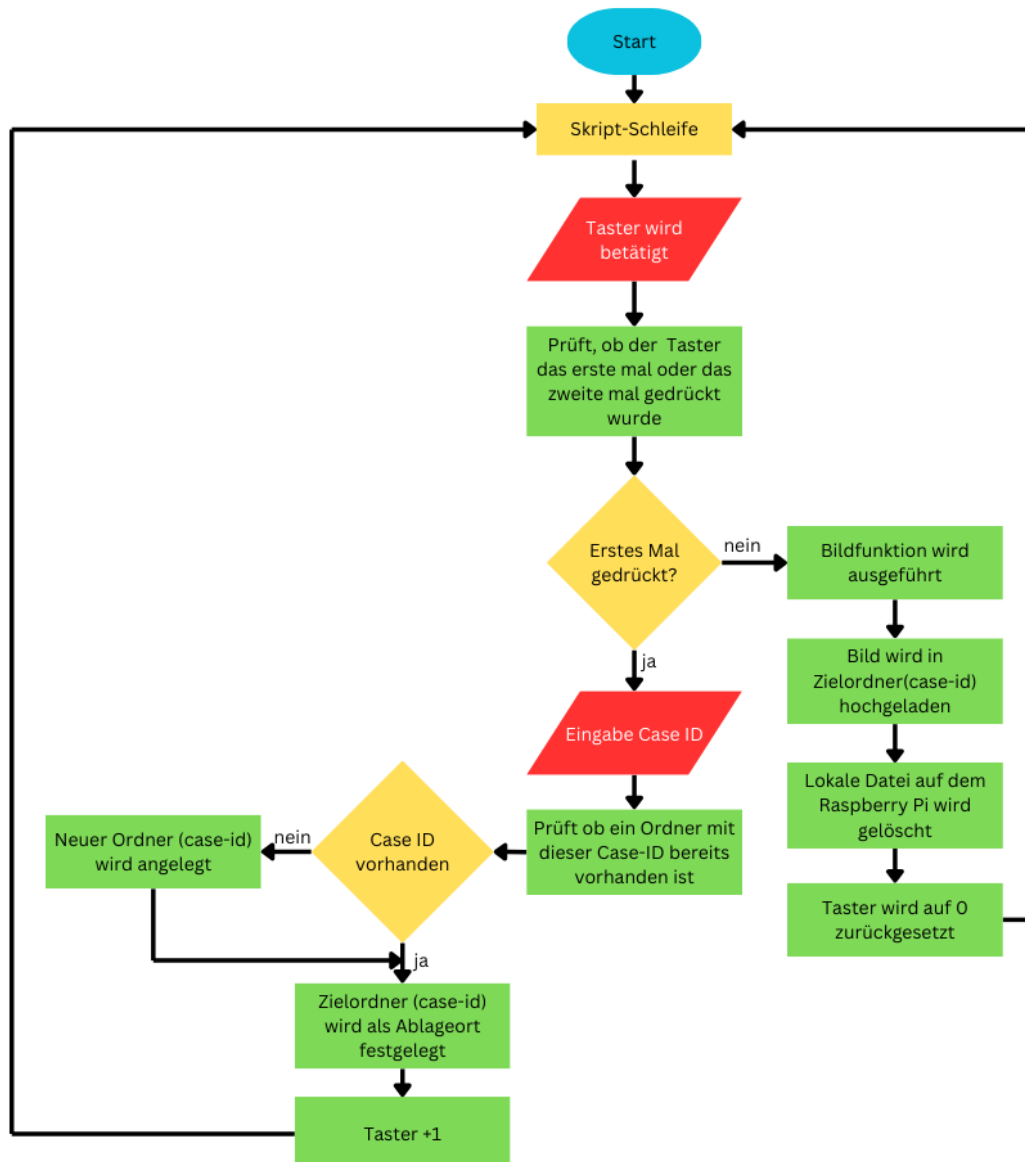 Start
Skript-Schleife
Taster wird
betätigt
Prüft, ob der Taster
das erste mal oder das
zweite mal gedrückt
wurde
Erstes Mal
gedrückt?
nein
Bildfunktion wird
ausgeführt
Bild wird in
Zielordner(case-id)
hochgeladen
Lokale Datei auf dem
Raspberry Pi wird
gelöscht
Taster wird auf 0
zurückgesetzt
ja
Eingabe Case ID
Prüft ob ein Ordner mit
dieser Case-ID bereits
vorhanden ist
Case ID
vorhanden
nein
Neuer Ordner (case-id)
wird angelegt
ja
Zielordner (case-id)
wird als Ablageort
festgelegt
Taster +1